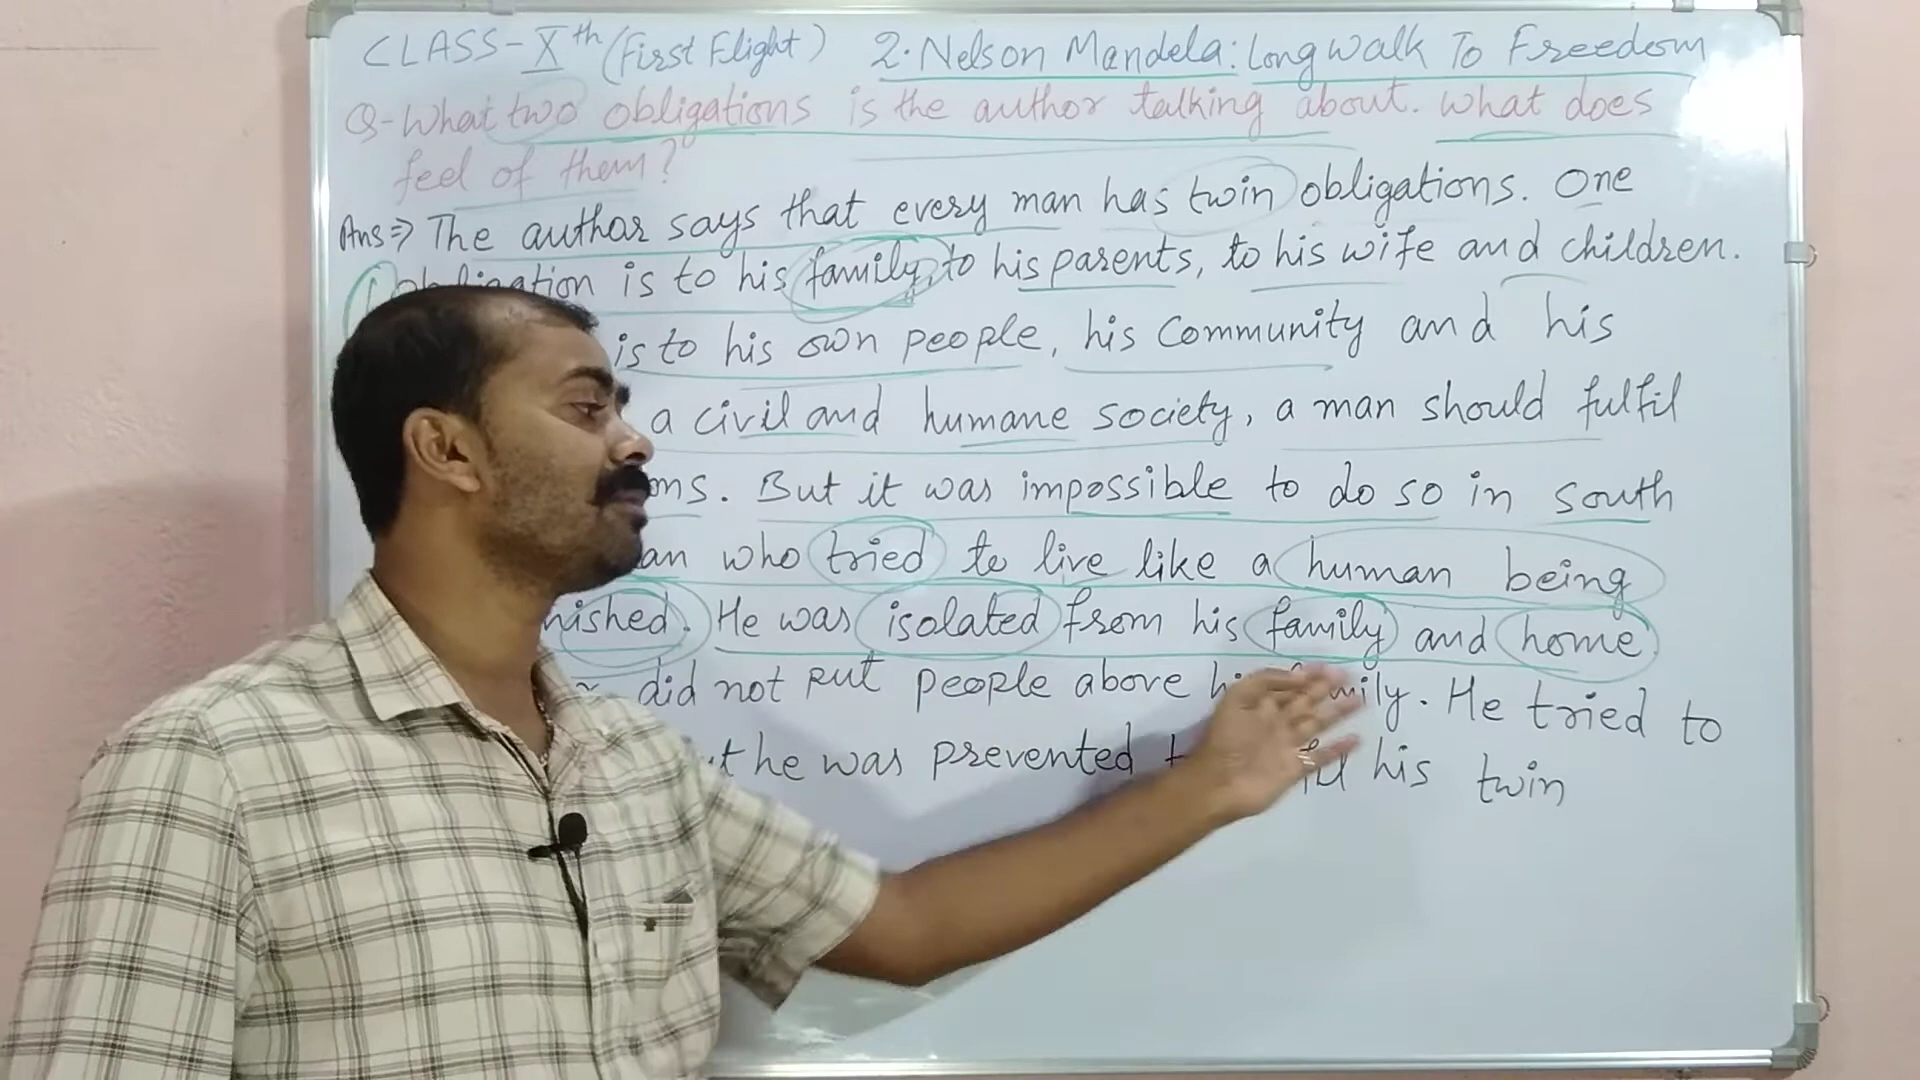 CLASS-Xth (First Flight) 2. Nelson Mandela: Long Walk To Freedom
Q- What two obligations is the author talking about. What does
feel of them?
Ans⇒ The author says that every man has twin obligations. One
obligation is to his family, to his parents, to his wife and children.
is to his own people, his Community and his
a civil and humane society, a man should fulfil
But it was impossible to do so in South
who tried to live like a human being
He was isolated from his family and home.
did not put people above his family. He tried to
he was prevented his twin